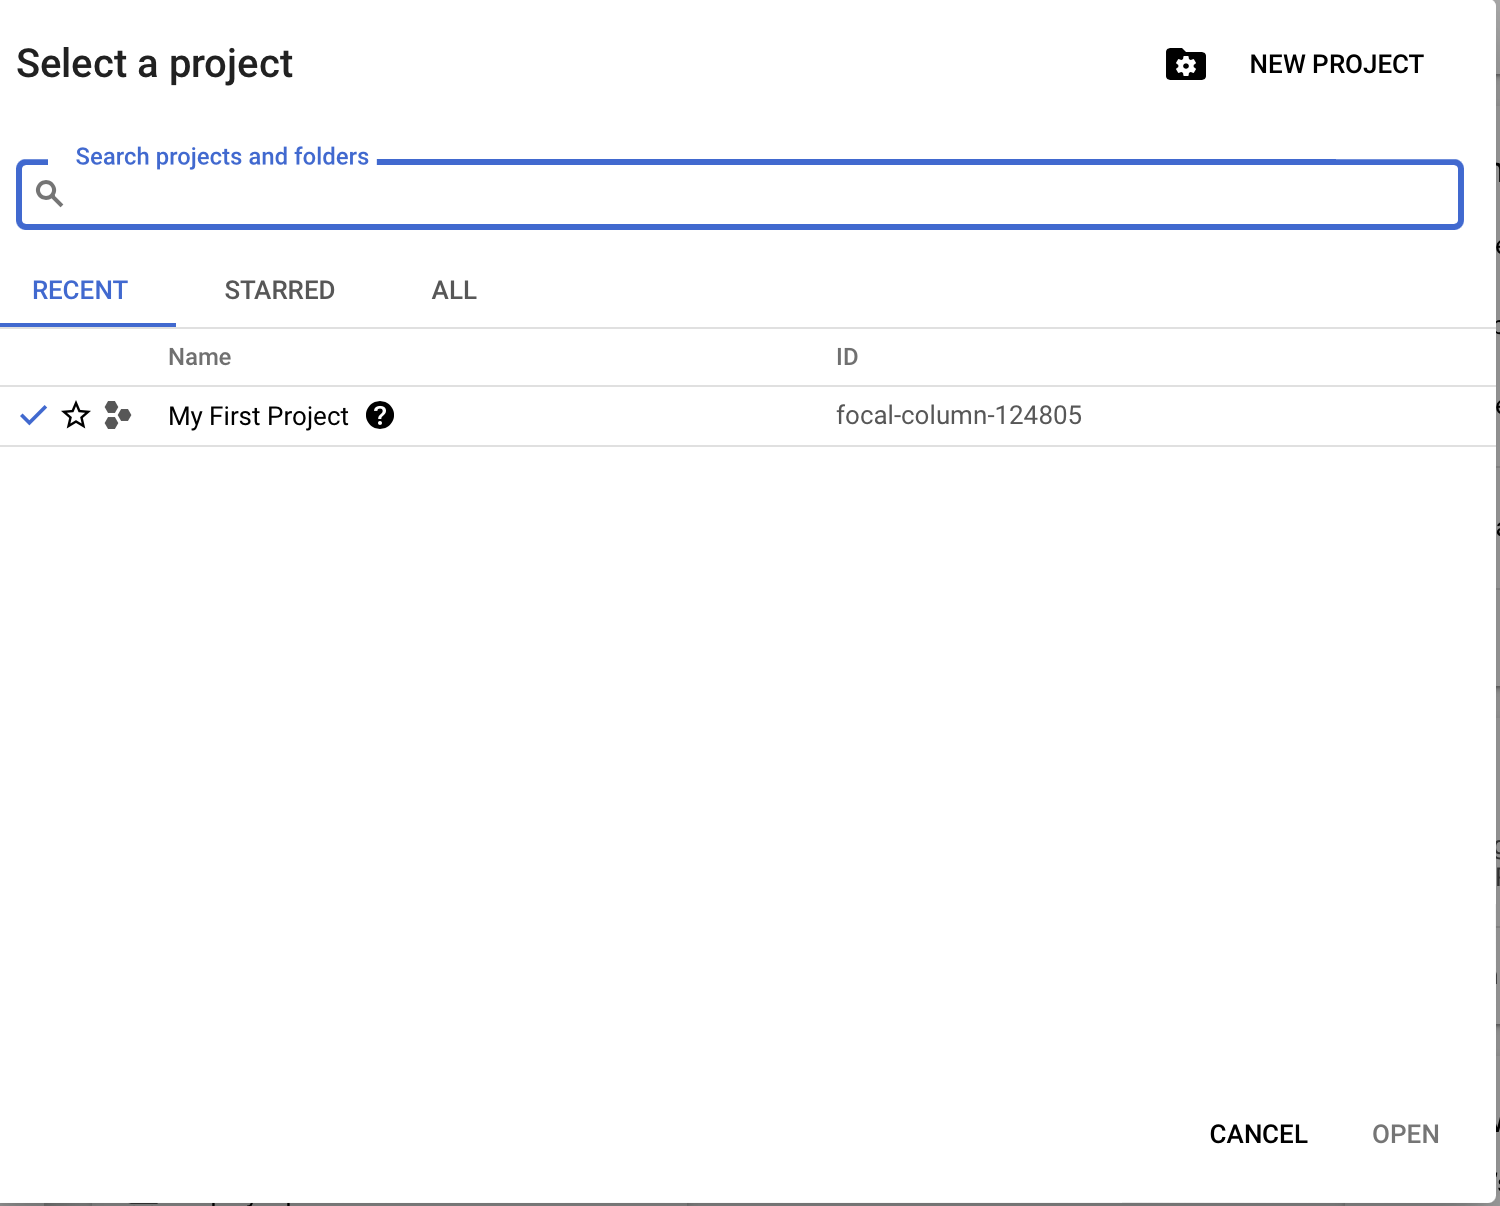 Select a project
NEW PROJECT
Search projects and folders
RECENT STARRED ALL
Name ID
My First Project focal-column-124805
CANCEL OPEN